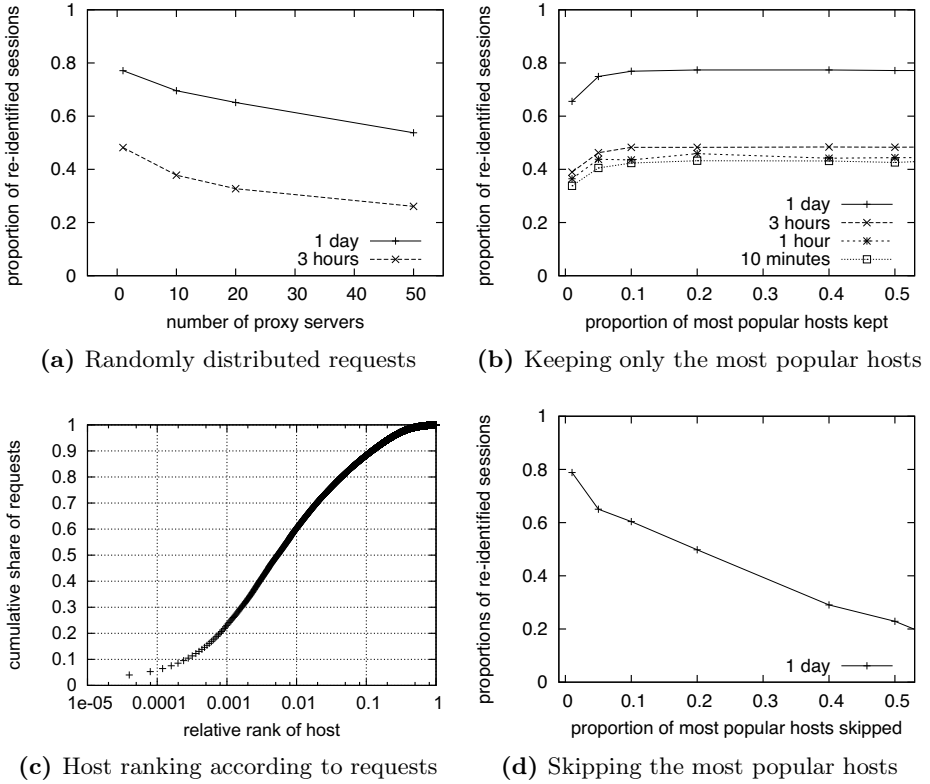 proportion of re-identified sessions
1
0.8
0.6
0.4
0.2
0
0 10 20 30 40 50
number of proxy servers
1 day
3 hours
(a) Randomly distributed requests
proportion of re-identified sessions
1
0.8
0.6
0.4
0.2
0
0 0.1 0.2 0.3 0.4 0.5
proportion of most popular hosts kept
1 day
3 hours
1 hour
10 minutes
(b) Keeping only the most popular hosts
cumulative share of requests
1
0.9
0.8
0.7
0.6
0.5
0.4
0.3
0.2
0.1
0
1e-05 0.0001 0.001 0.01 0.1 1
relative rank of host
(c) Host ranking according to requests
proportions of re-identified sessions
1
0.8
0.6
0.4
0.2
0
0 0.1 0.2 0.3 0.4 0.5
proportion of most popular hosts skipped
1 day
(d) Skipping the most popular hosts